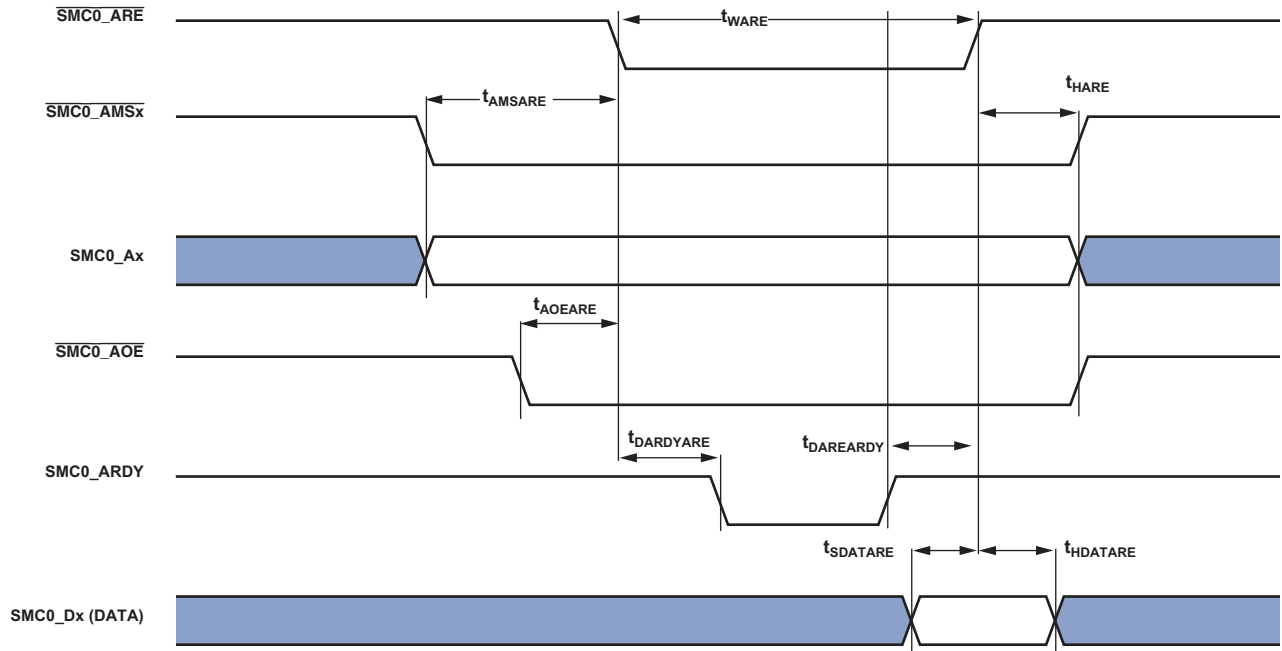 SMC0_ARE
tWARE
tHARE
SMC0_AMSx
tAMSARE
SMC0_Ax
tAOEARE
SMC0_AOE
tDARDYARE
tDAREARDY
SMC0_ARDY
tSDATARE
tHDATARE
SMC0_Dx (DATA)